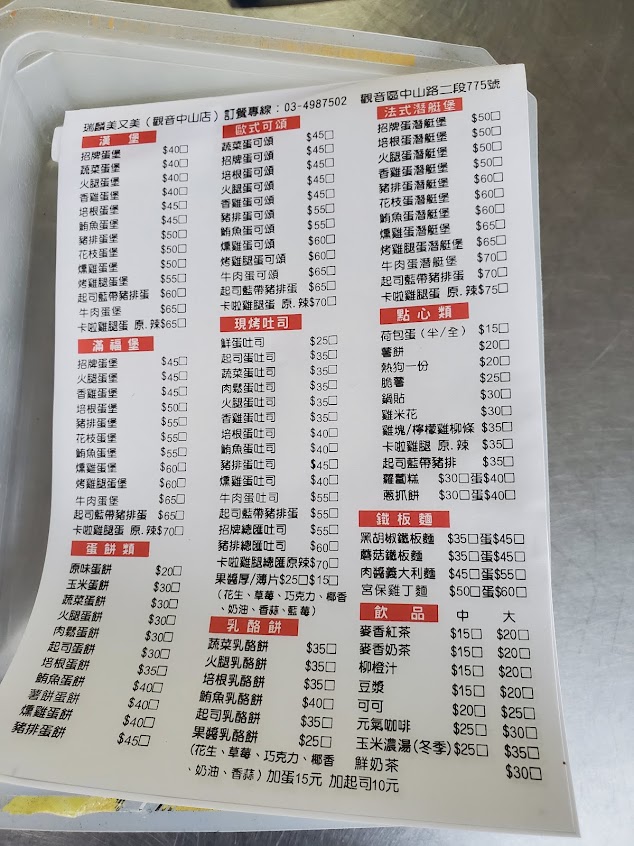 瑞麟美又美（觀音中山店）訂餐專線：03-4987502 觀音區中山路二段775號
漢堡
招牌蛋堡 $40□
蔬菜蛋堡 $40□
火腿蛋堡 $40□
香雞蛋堡 $40□
培根蛋堡 $45□
鮪魚蛋堡 $45□
豬排蛋堡 $50□
花枝蛋堡 $50□
燻雞蛋堡 $50□
烤雞腿蛋堡 $55□
起司藍帶豬排蛋 $60□
牛肉蛋堡 $60□
卡啦雞腿蛋 原.辣$65□
滿福堡
招牌蛋堡 $45□
火腿蛋堡 $45□
香雞蛋堡 $45□
培根蛋堡 $50□
豬排蛋堡 $55□
花枝蛋堡 $55□
鮪魚蛋堡 $55□
燻雞蛋堡 $60□
烤雞腿蛋堡 $60□
牛肉蛋堡 $65□
起司藍帶豬排蛋 $65□
卡啦雞腿蛋 原.辣$70□
蛋餅類
原味蛋餅 $20□
玉米蛋餅 $30□
蔬菜蛋餅 $30□
火腿蛋餅 $30□
肉鬆蛋餅 $30□
起司蛋餅 $30□
培根蛋餅 $35□
鮪魚蛋餅 $40□
薯餅蛋餅 $40□
燻雞蛋餅 $40□
豬排蛋餅 $45□
歐式可頌
蔬菜蛋可頌 $45□
招牌蛋可頌 $45□
培根蛋可頌 $45□
火腿蛋可頌 $45□
香雞蛋可頌 $45□
豬排蛋可頌 $55□
鮪魚蛋可頌 $55□
燻雞蛋可頌 $60□
烤雞腿蛋可頌 $60□
牛肉蛋可頌 $65□
起司藍帶豬排蛋 $65□
卡啦雞腿蛋 原.辣$70□
現烤吐司
鮮蛋吐司 $25□
起司蛋吐司 $35□
蔬菜蛋吐司 $35□
肉鬆蛋吐司 $35□
火腿蛋吐司 $35□
香雞蛋吐司 $35□
培根蛋吐司 $40□
鮪魚蛋吐司 $40□
豬排蛋吐司 $45□
燻雞蛋吐司 $40□
牛肉蛋吐司 $55□
起司藍帶豬排蛋 $55□
招牌總匯吐司 $55□
豬排總匯吐司 $60□
卡啦雞腿總匯原辣$70□
果醬厚/薄片$25□$15□
（花生、草莓、巧克力、椰香
、奶油、香蒜、藍莓）
乳酪餅
蔬菜乳酪餅 $35□
火腿乳酪餅 $35□
培根乳酪餅 $35□
鮪魚乳酪餅 $40□
起司乳酪餅 $35□
果醬乳酪餅 $25□
（花生、草莓、巧克力、椰香
、奶油、香蒜）加蛋15元 加起司10元
法式潛艇堡
招牌蛋潛艇堡 $50□
培根蛋潛艇堡 $50□
火腿蛋潛艇堡 $50□
香雞蛋潛艇堡 $50□
豬排蛋潛艇堡 $60□
花枝蛋潛艇堡 $60□
鮪魚蛋潛艇堡 $60□
燻雞蛋潛艇堡 $65□
烤雞腿蛋潛艇堡 $65□
牛肉蛋潛艇堡 $70□
起司藍帶豬排蛋 $70□
卡啦雞腿蛋 原.辣$75□
點心類
荷包蛋（半/全） $15□
薯餅 $20□
熱狗一份 $20□
脆薯 $25□
鍋貼 $30□
雞米花 $30□
雞塊/檸檬雞柳條 $35□
卡啦雞腿 原.辣 $35□
起司藍帶豬排 $35□
蘿蔔糕 $30□蛋$40□
蔥抓餅 $30□蛋$40□
鐵板麵
黑胡椒鐵板麵 $35□蛋$45□
蘑菇鐵板麵 $35□蛋$45□
肉醬義大利麵 $45□蛋$55□
宮保雞丁麵 $50□蛋$60□
飲品 中 大
麥香紅茶 $15□ $20□
麥香奶茶 $15□ $20□
柳橙汁 $15□ $20□
豆漿 $15□ $20□
可可 $20□ $25□
元氣咖啡 $25□ $30□
玉米濃湯(冬季)$25□ $35□
鮮奶茶 $30□